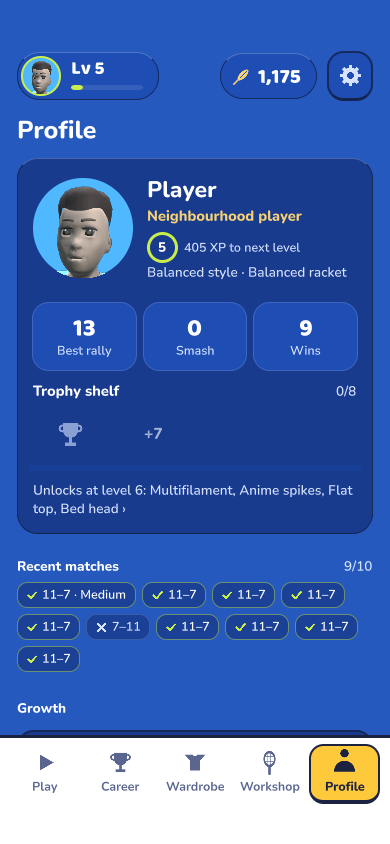 Lv 5
1,175
Profile
Player
Neighbourhood player
5 405 XP to next level
Balanced style · Balanced racket
13 0 9
Best rally Smash Wins
Trophy shelf 0/8
+7
Unlocks at level 6: Multifilament, Anime spikes, Flat
top, Bed head ›
Recent matches 9/10
11–7 · Medium 11–7 11–7 11–7
11–7 7–11 11–7 11–7 11–7
11–7
Growth
Play Career Wardrobe Workshop Profile